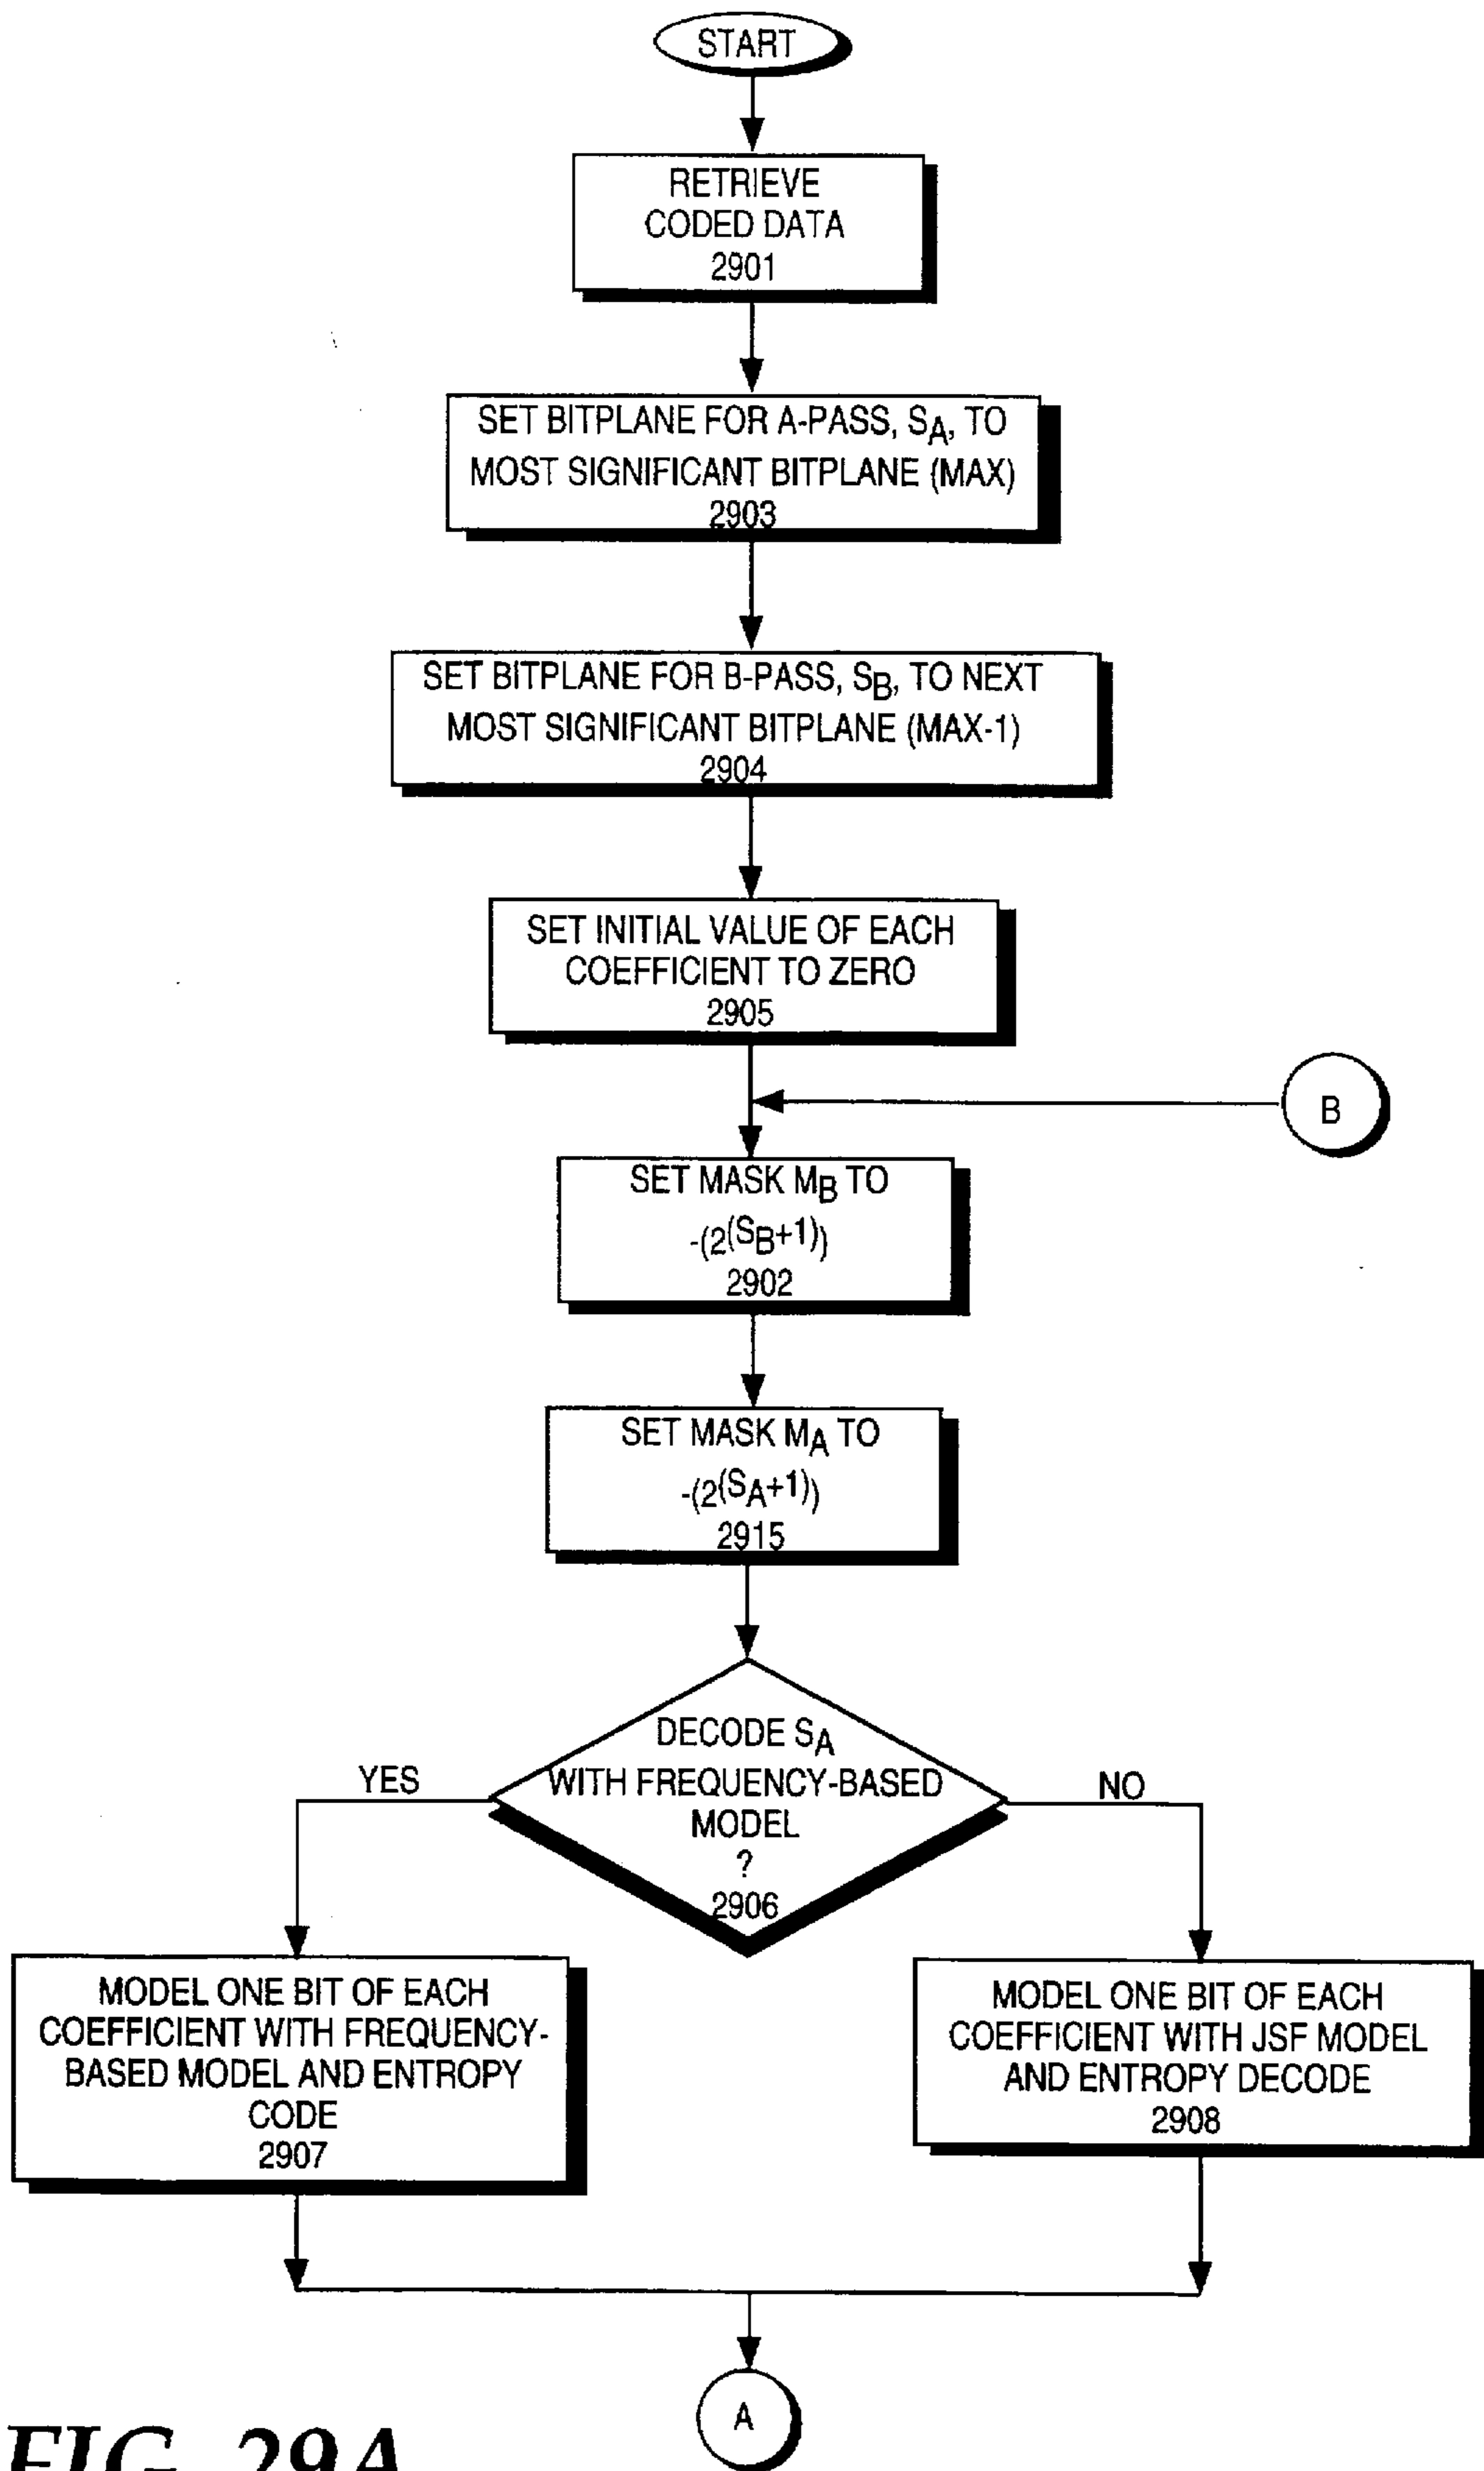 START
RETRIEVE
CODED DATA
2901
SET BITPLANE FOR A-PASS, SA, TO
MOST SIGNIFICANT BITPLANE (MAX)
2903
SET BITPLANE FOR B-PASS, SB, TO NEXT
MOST SIGNIFICANT BITPLANE (MAX-1)
2904
SET INITIAL VALUE OF EACH
COEFFICIENT TO ZERO
2905
B
SET MASK MB TO
-(2(SB+1))
2902
SET MASK MA TO
-(2(SA+1))
2915
DECODE SA
WITH FREQUENCY-BASED
MODEL
?
2906
YES
NO
MODEL ONE BIT OF EACH
COEFFICIENT WITH FREQUENCY-
BASED MODEL AND ENTROPY
CODE
2907
MODEL ONE BIT OF EACH
COEFFICIENT WITH JSF MODEL
AND ENTROPY DECODE
2908
A
FIG. 29A